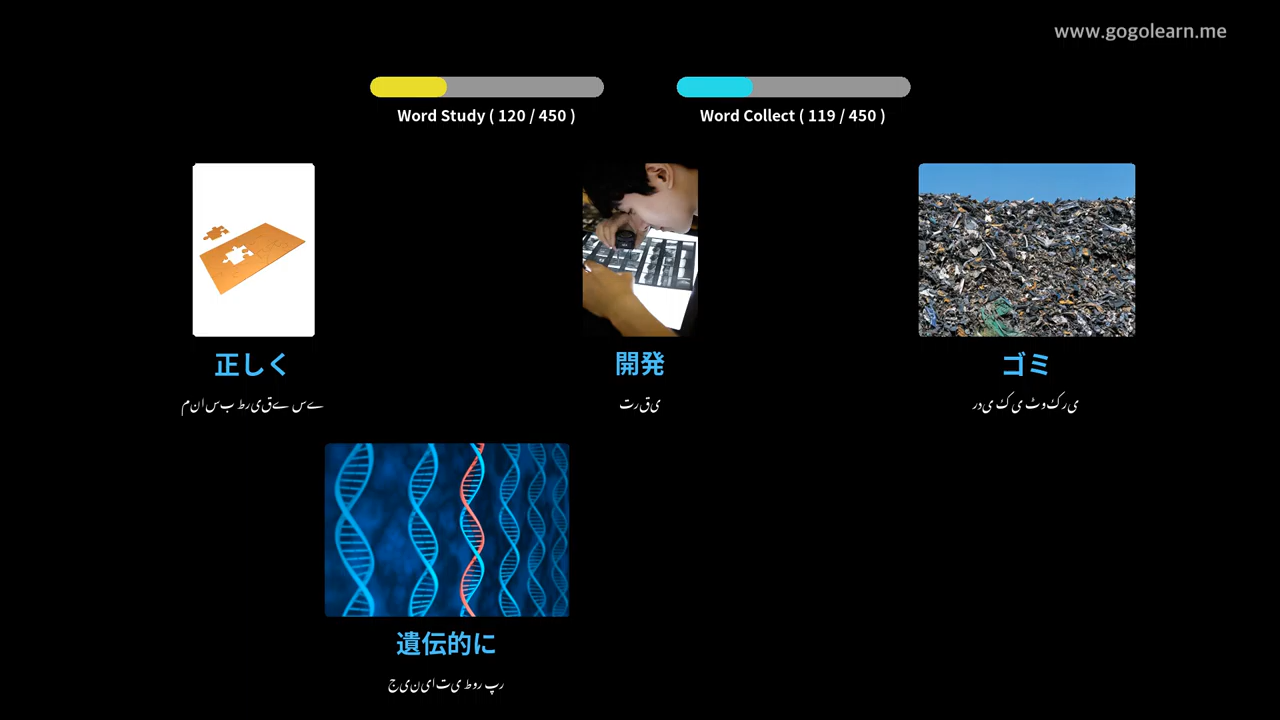 www.gogolearn.me
Word Study ( 120 / 450 )
Word Collect ( 119 / 450 )
正しく
開発
ゴミ
مناسب طریقے سے
ترقی
ردی کی ٹوکری
遺伝的に
جینیاتی طور پر